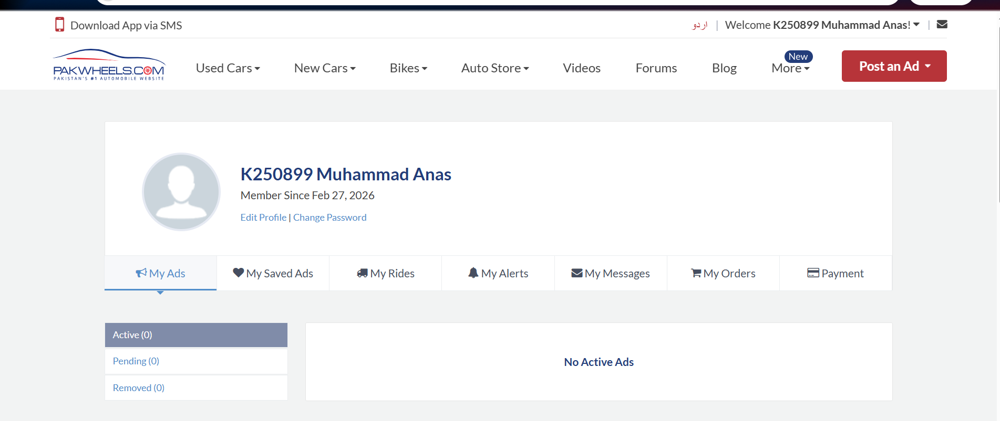 Download App via SMS
اردو | Welcome K250899 Muhammad Anas! |
PAKWHEELS.COM
PAKISTAN'S #1 AUTOMOBILE WEBSITE
Used Cars
New Cars
Bikes
Auto Store
Videos
Forums
Blog
New
More
Post an Ad
K250899 Muhammad Anas
Member Since Feb 27, 2026
Edit Profile | Change Password
My Ads
My Saved Ads
My Rides
My Alerts
My Messages
My Orders
Payment
Active (0)
Pending (0)
Removed (0)
No Active Ads